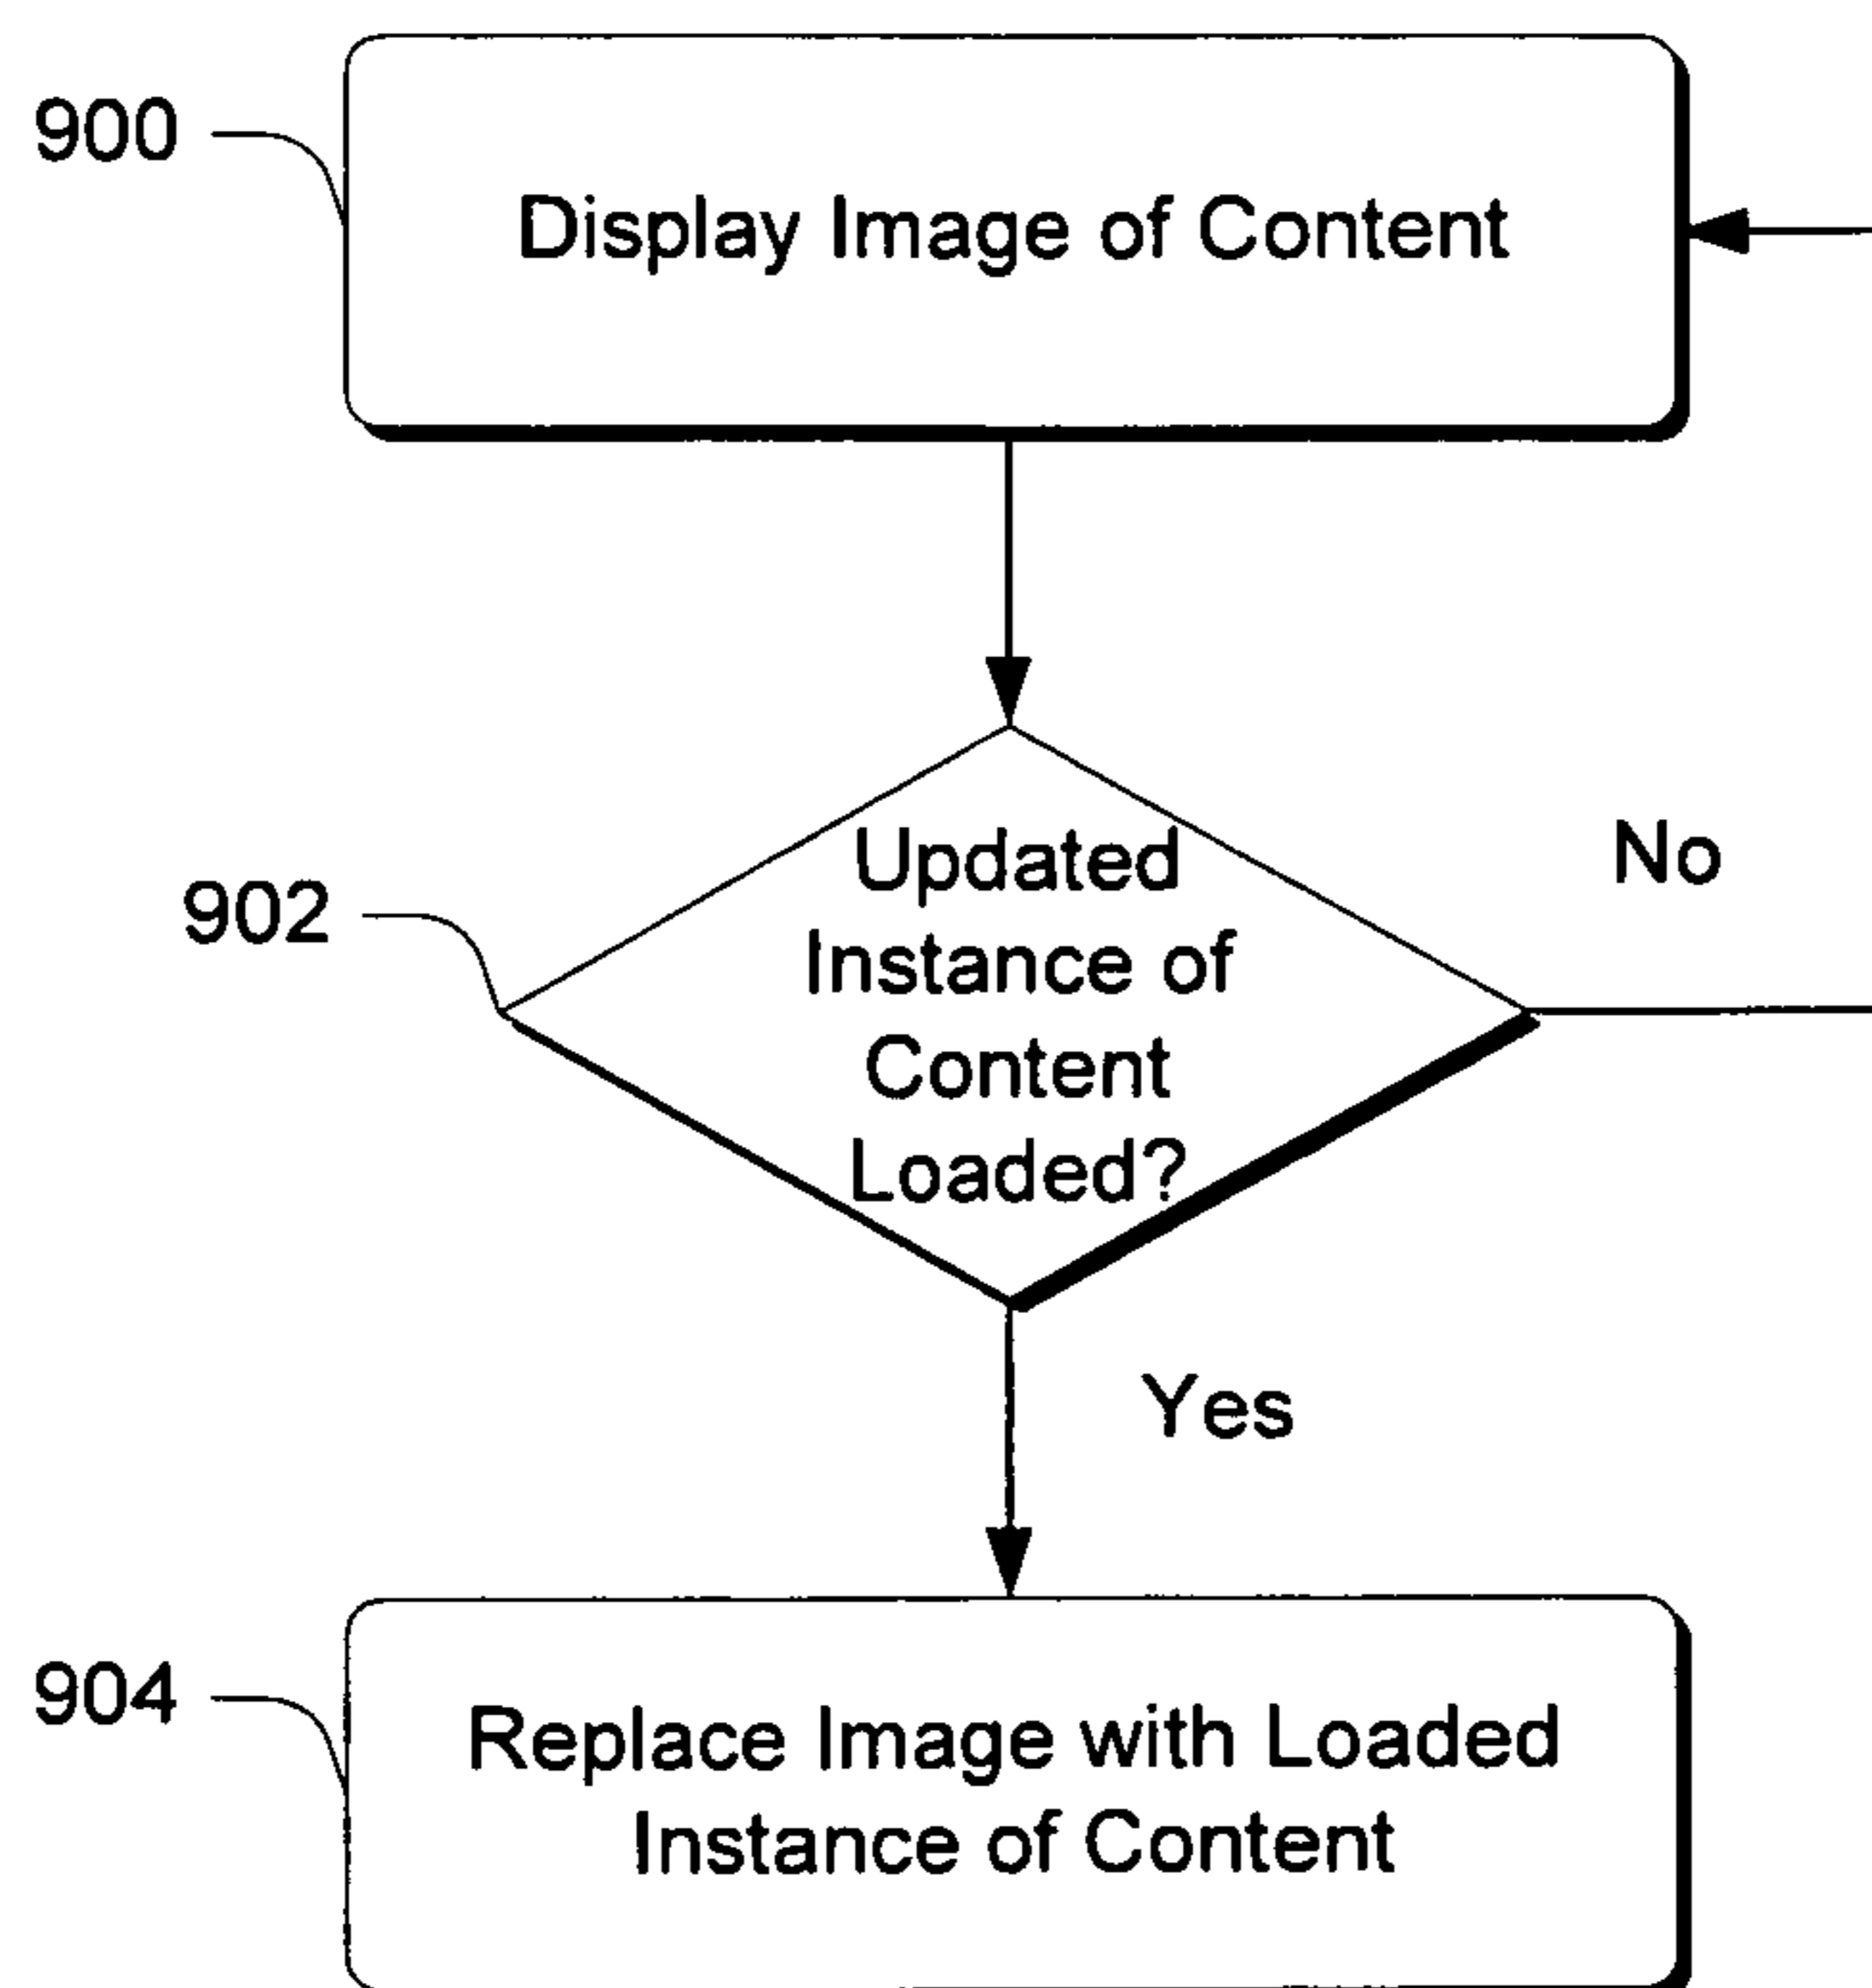 900
Display Image of Content
902
Updated
Instance of
Content
Loaded?
No
Yes
904
Replace Image with Loaded
Instance of Content